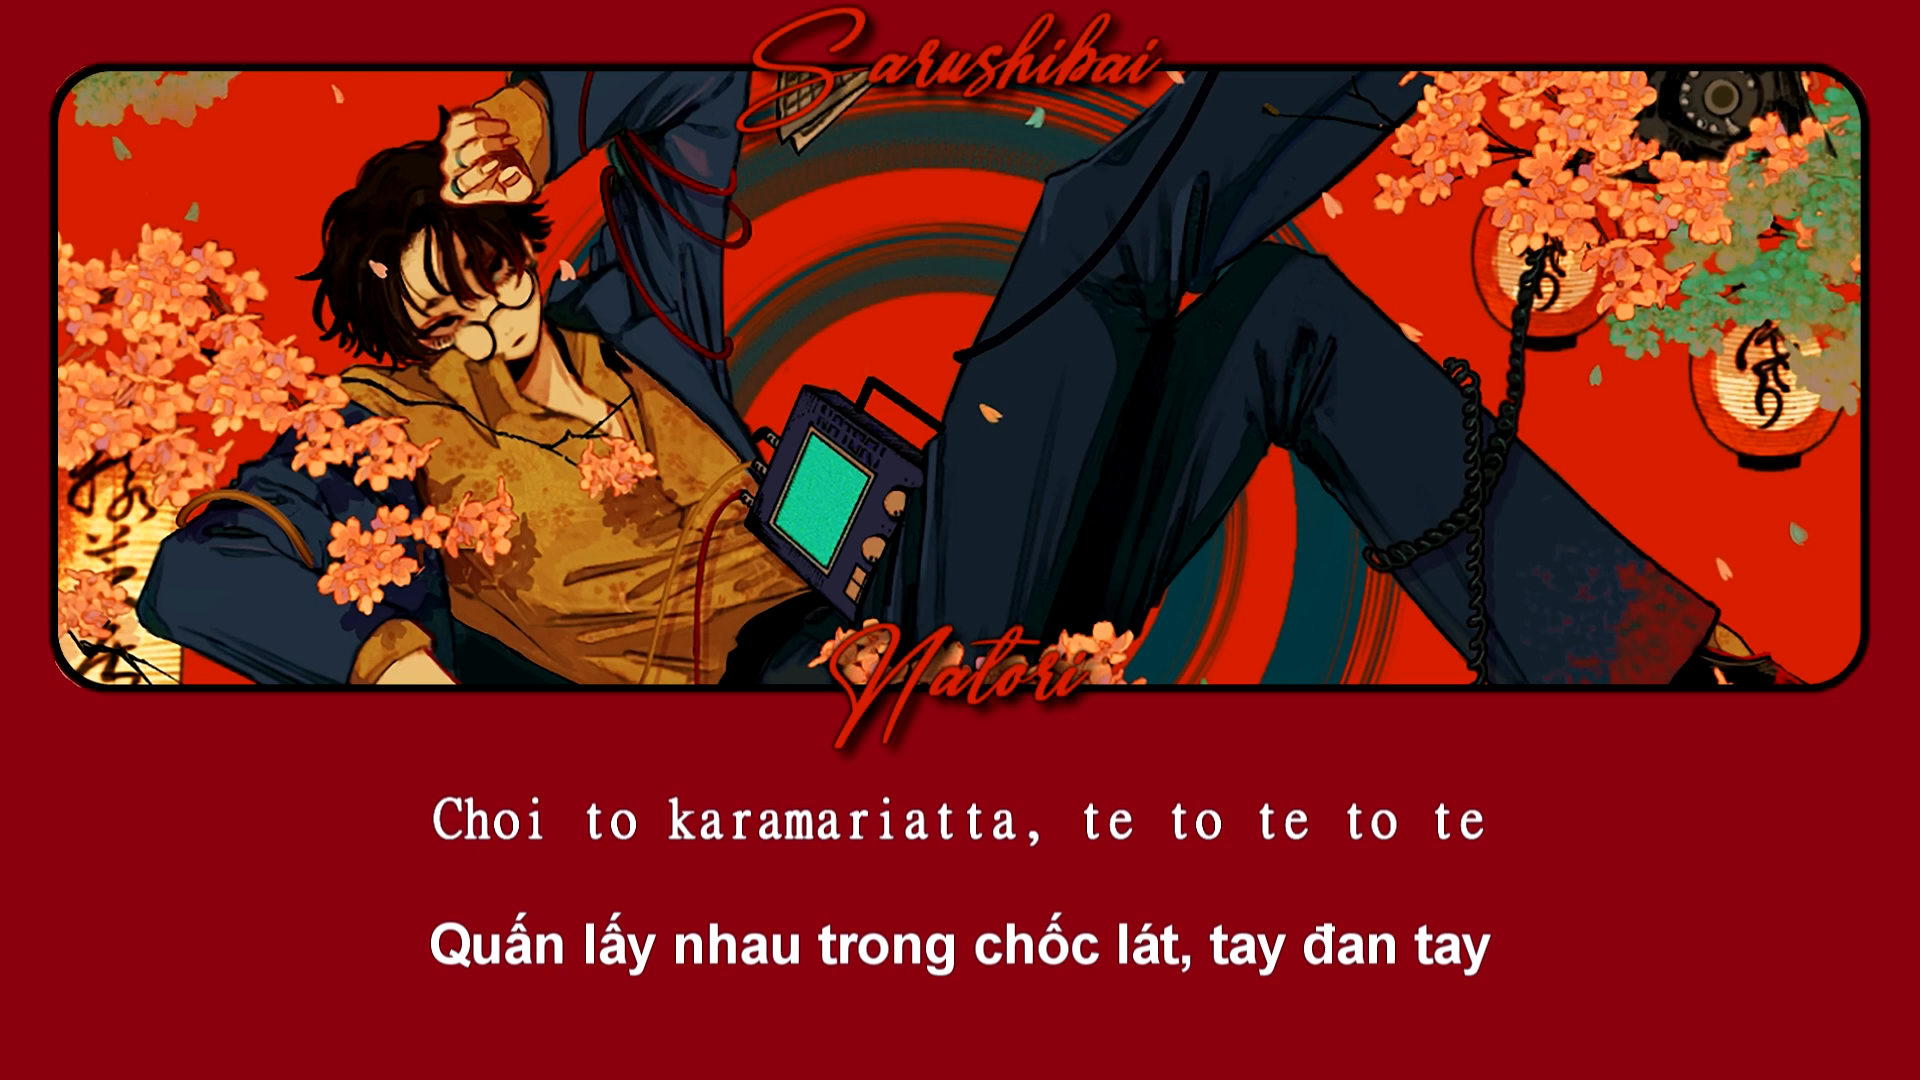 Sarushibai
Natori
Choi to karamariatta, te to te to te
Quấn lấy nhau trong chốc lát, tay đan tay